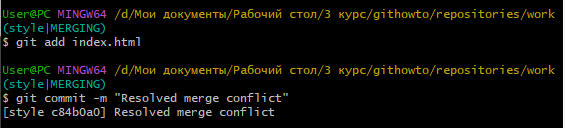 User@PC MINGW64 /d/Мои документы/Рабочий стол/3 курс/githowto/repositories/work
(style|MERGING)
$ git add index.html
User@PC MINGW64 /d/Мои документы/Рабочий стол/3 курс/githowto/repositories/work
(style|MERGING)
$ git commit -m "Resolved merge conflict"
[style c84b0a0] Resolved merge conflict